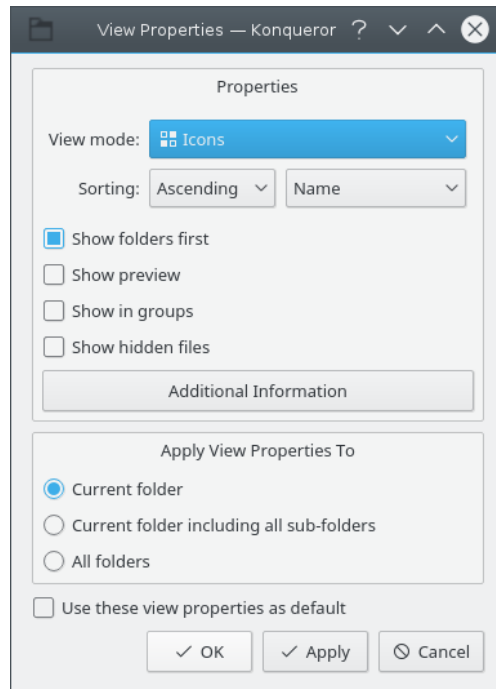 View Properties — Konqueror ?
Properties
View mode: Icons
Sorting: Ascending Name
Show folders first
Show preview
Show in groups
Show hidden files
Additional Information
Apply View Properties To
Current folder
Current folder including all sub-folders
All folders
Use these view properties as default
OK Apply Cancel